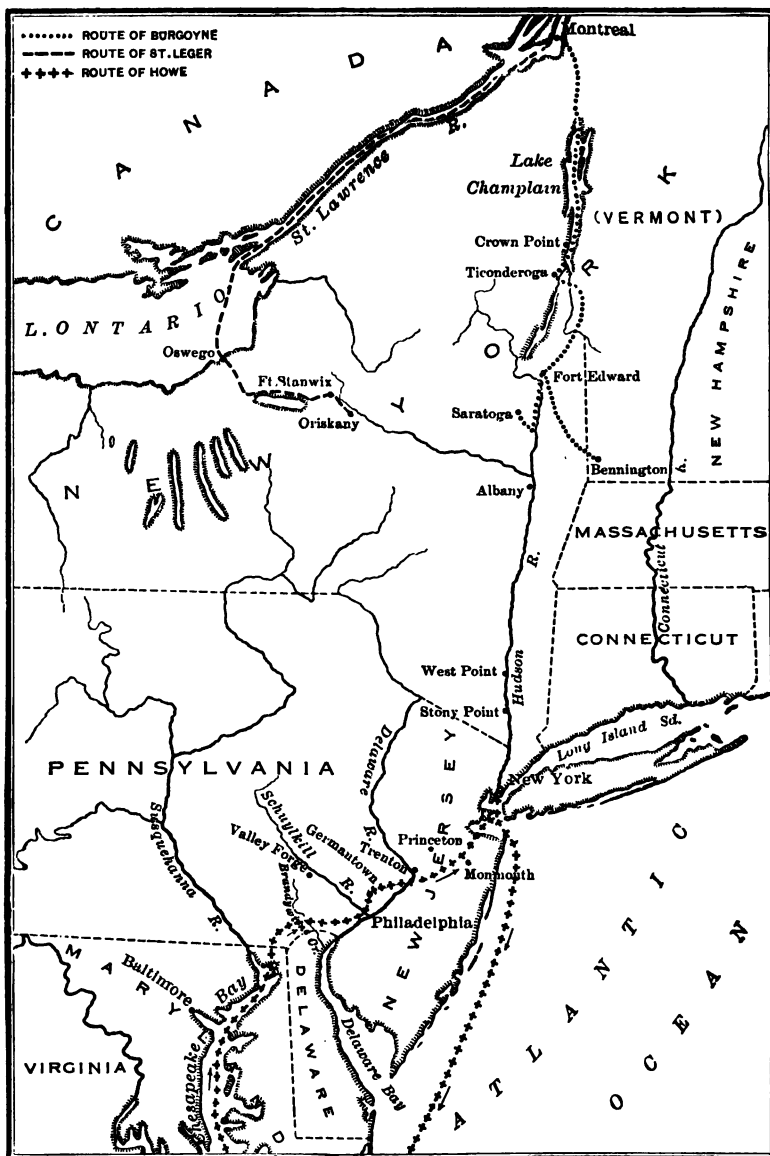 ROUTE OF BURGOYNE
ROUTE OF ST. LEGER
ROUTE OF HOWE
Montreal
CANADA
St. Lawrence R.
Lake
Champlain
(VERMONT)
Crown Point
Ticonderoga
NEW YORK
NEW HAMPSHIRE
L. ONTARIO
Oswego
Ft. Stanwix
Oriskany
Fort Edward
Saratoga
Bennington
Albany
MASSACHUSETTS
Connecticut R.
CONNECTICUT
Hudson R.
West Point
Stony Point
Long Island Sd.
New York
PENNSYLVANIA
Delaware R.
Susquehanna R.
Schuylkill R.
Valley Forge
Germantown
Trenton
Princeton
Monmouth
Brandyw. Cr.
Philadelphia
NEW JERSEY
MARYD
Baltimore
Chesapeake Bay
DELAWARE
Delaware Bay
VIRGINIA
ATLANTIC
OCEAN